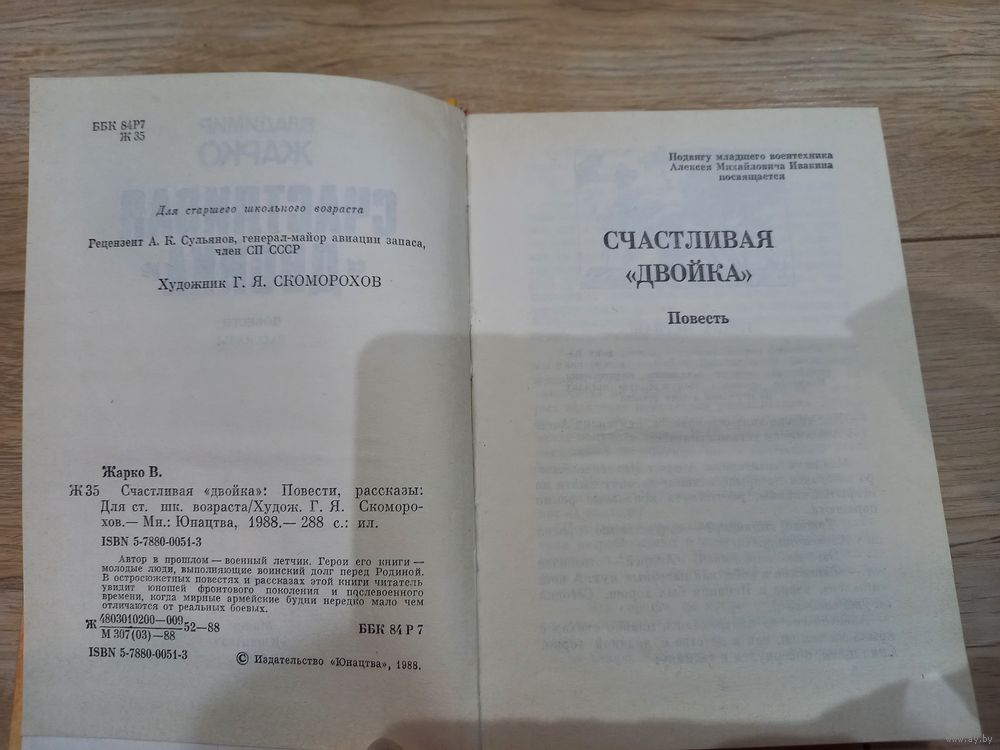 ББК 84Р7
Ж 35
Для старшего школьного возраста
Рецензент А. К. Сульянов, генерал-майор авиации запаса,
член СП СССР
Художник Г. Я. СКОМОРОХОВ
Жарко В.
Ж 35 Счастливая «двойка»: Повести, рассказы:
Для ст. шк. возраста/Худож. Г. Я. Скоморо-
хов.— Мн.: Юнацтва, 1988.— 288 с.: ил.
ISBN 5-7880-0051-3
Автор в прошлом — военный летчик. Герои его книги —
молодые люди, выполняющие воинский долг перед Родиной.
В остросюжетных повестях и рассказах этой книги читатель
увидит юношей фронтового поколения и послевоенного
времени, когда мирные армейские будни нередко мало чем
отличаются от реальных боевых.
Ж 4803010200—009 52—88
М 307(03)—88
ББК 84 Р 7
ISBN 5-7880-0051-3
© Издательство «Юнацтва», 1988.
Подвигу младшего воентехника
Алексея Михайловича Ивакина
посвящается
СЧАСТЛИВАЯ
«ДВОЙКА»
Повесть
www.ay.by